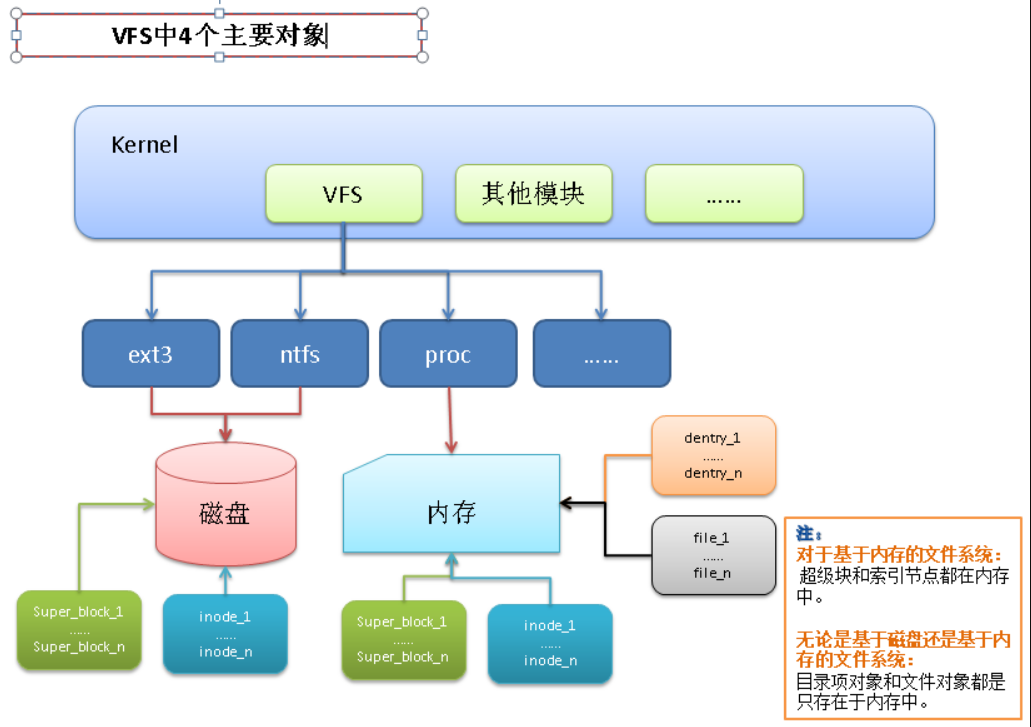 VFS中4个主要对象
Kernel
VFS
其他模块
......
ext3
ntfs
proc
......
磁盘
内存
dentry_1
......
dentry_n
file_1
......
file_n
Super_block_1
......
Super_block_n
inode_1
......
inode_n
Super_block_1
......
Super_block_n
inode_1
......
inode_n
注：
对于基于内存的文件系统：
超级块和索引节点都在内存
中。
无论是基于磁盘还是基于内
存的文件系统：
目录项对象和文件对象都是
只存在于内存中。